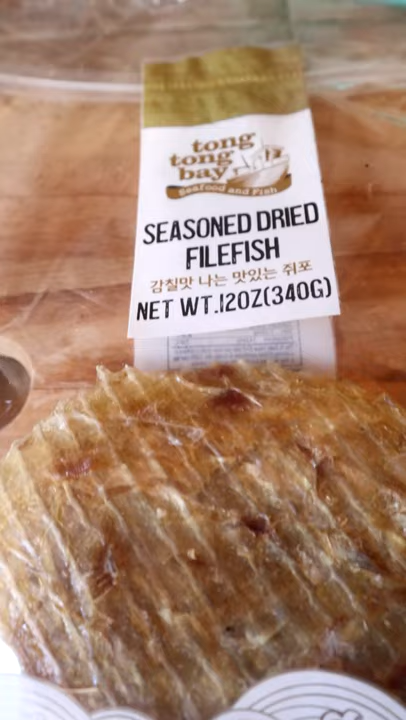 tong
tong
bay
Seafood and Fish
SEASONED DRIED
FILEFISH
감칠맛 나는 맛있는 쥐포
NET WT.12OZ(340G)